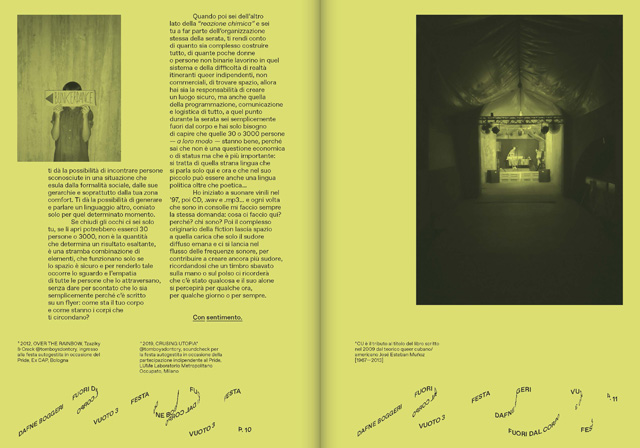 ti dà la possibilità di incontrare persone
sconosciute in una situazione che
esula dalla formalità sociale, dalle sue
gerarchie e soprattutto dalla tua zona
comfort. Ti dà la possibilità di generare
e parlare un linguaggio altro, coniato
solo per quel determinato momento.
Se chiudi gli occhi ci sei solo
tu, se li apri potrebbero esserci 30
persone o 3000, non è la quantità
che determina un risultato esaltante,
è una stramba combinazione di
elementi, che funzionano solo se
lo spazio è sicuro e per renderlo tale
occorre lo sguardo e l'empatia
di tutte le persone che lo attraversano,
senza dare per scontato che lo sia
semplicemente perché c'è scritto
su un flyer: come sta il tuo corpo
e come stanno i corpi che
ti circondano?
Quando poi sei dell'altro
lato della "reazione chimica" e sei
tu a far parte dell'organizzazione
stessa della serata, ti rendi conto
di quanto sia complesso costruire
tutto, di quante poche donne
o persone non binarie lavorino in quel
sistema e della difficoltà di realtà
itineranti queer indipendenti, non
commerciali, di trovare spazio, allora
hai sia la responsabilità di creare
un luogo sicuro, ma anche quella
della programmazione, comunicazione
e logistica di tutto, a quel punto
durante la serata sei semplicemente
fuori dal corpo e hai solo bisogno
di capire che quelle 30 o 3000 persone
— a loro modo — stanno bene, perché
sai che non è una questione economica
o di status ma che è più importante:
si tratta di quella strana lingua che
si parla solo qui e ora e che nel suo
piccolo può essere anche una lingua
politica oltre che poetica...
Ho iniziato a suonare vinili nel
'97, poi CD, .wav e .mp3... e ogni volta
che sono in consolle mi faccio sempre
la stessa domanda: cosa ci faccio qui?
perché? chi sono? Poi il complesso
originario della fiction lascia spazio
a quella carica che solo il sudore
diffuso emana e ci si lancia nel
flusso delle frequenze sonore, per
contribuire a creare ancora più sudore,
ricordandosi che un timbro sbavato
sulla mano o sul polso ci ricorderà
che c'è stato qualcosa e il suo alone
si percepirà per qualche ora,
per qualche giorno o per sempre.
Con sentimento.
2012, OVER THE RAINBOW,
@tomboysdontcry, ingresso
alla festa autogestita in occasione del
Pride, Ex DAP, Bologna
2019, CRUISING UTOPIA
@tomboysdontcry, soundcheck per
la festa autogestita in occasione della
partecipazione indipendente al Pride,
LUMe Laboratorio Metropolitano
Occupato, Milano
"CU è il tributo al titolo del libro scritto
nel 2009 dal teorico queer cubano/
americano José Esteban Muñoz
[1967—2013]
DAFNE BOGGERI
FUORI D
CORPO
VUOTO 3
FESTA
NE BOG
DAL CORPO
FU
VUOTO 3
FESTA
P. 10
DAFNE BOGGERI
FUORI
VUOTO 3
FESTA
DAFN
GERI
FUORI DAL CORP
VU
FES
P. 11